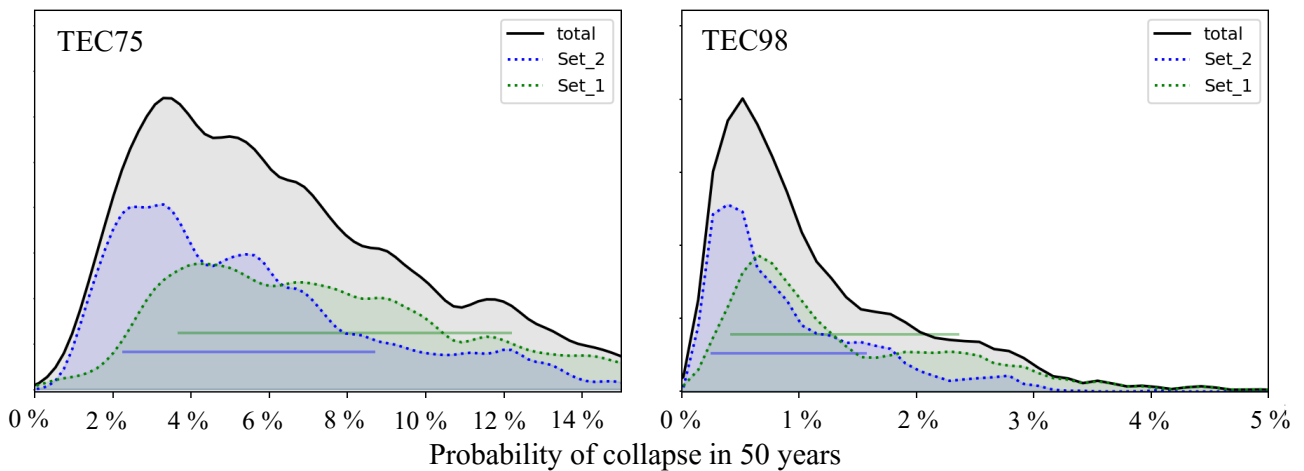 TEC75
total
Set_2
Set_1
0 % 2 % 4 % 6 % 8 % 10 % 12 % 14 %
TEC98
total
Set_2
Set_1
0 % 1 % 2 % 3 % 4 % 5 %
Probability of collapse in 50 years